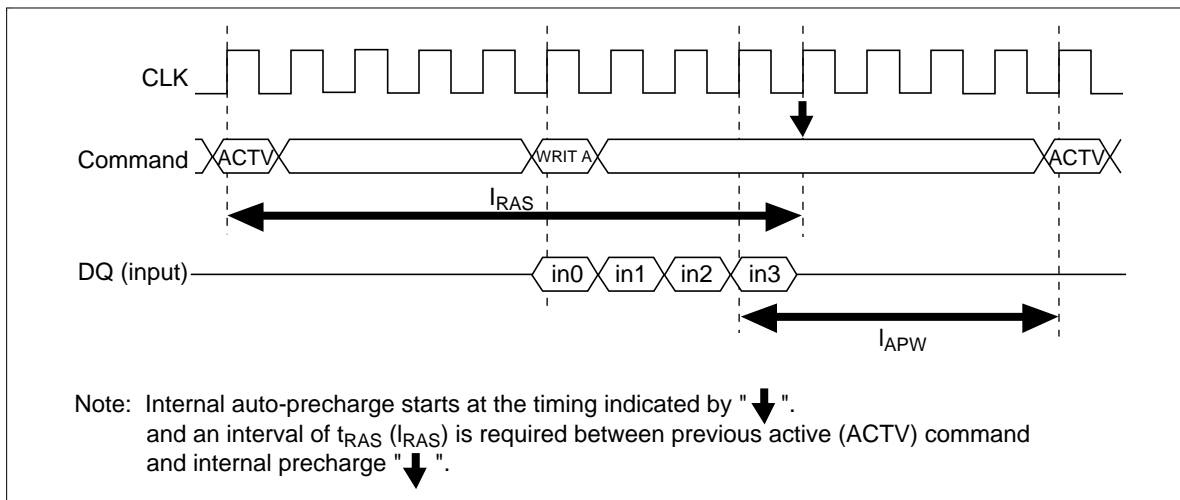 CLK
Command ACTV WRIT A ACTV
lRAS
DQ (input) in0 in1 in2 in3
lAPW
Note: Internal auto-precharge starts at the timing indicated by " ".
and an interval of tRAS (lRAS) is required between previous active (ACTV) command
and internal precharge " ".